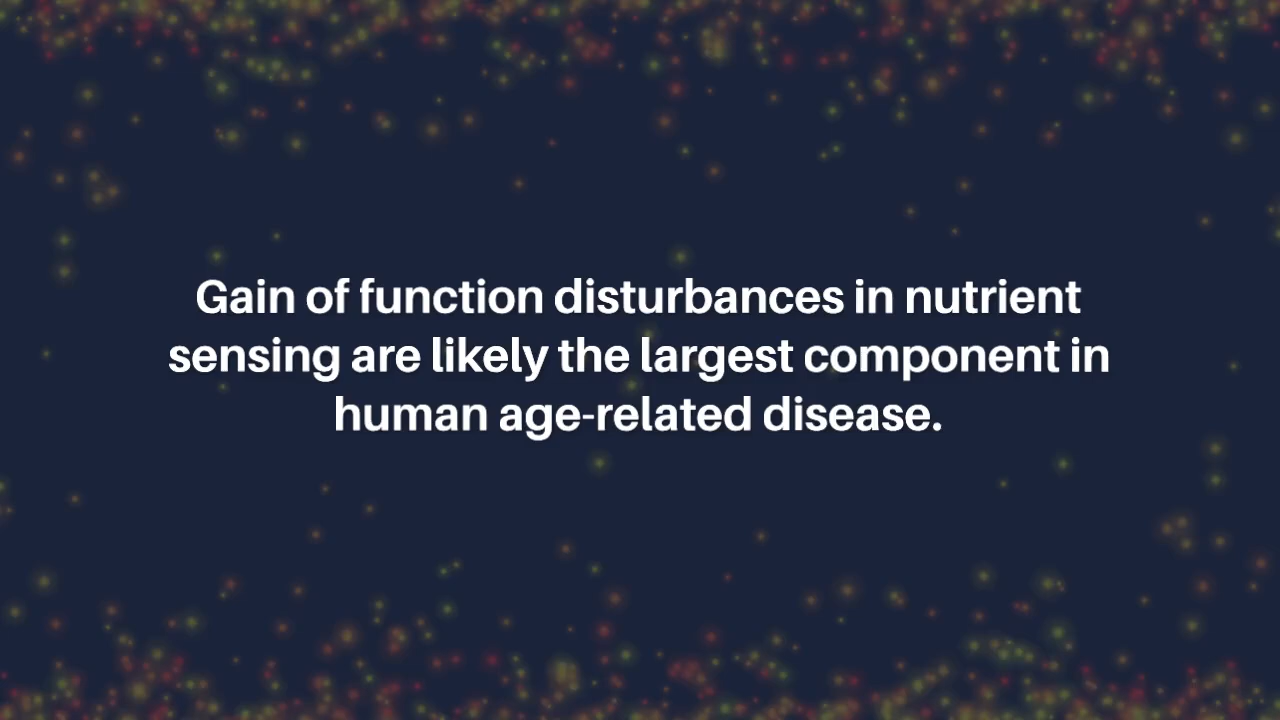 Gain of function disturbances in nutrient
sensing are likely the largest component in
human age-related disease.